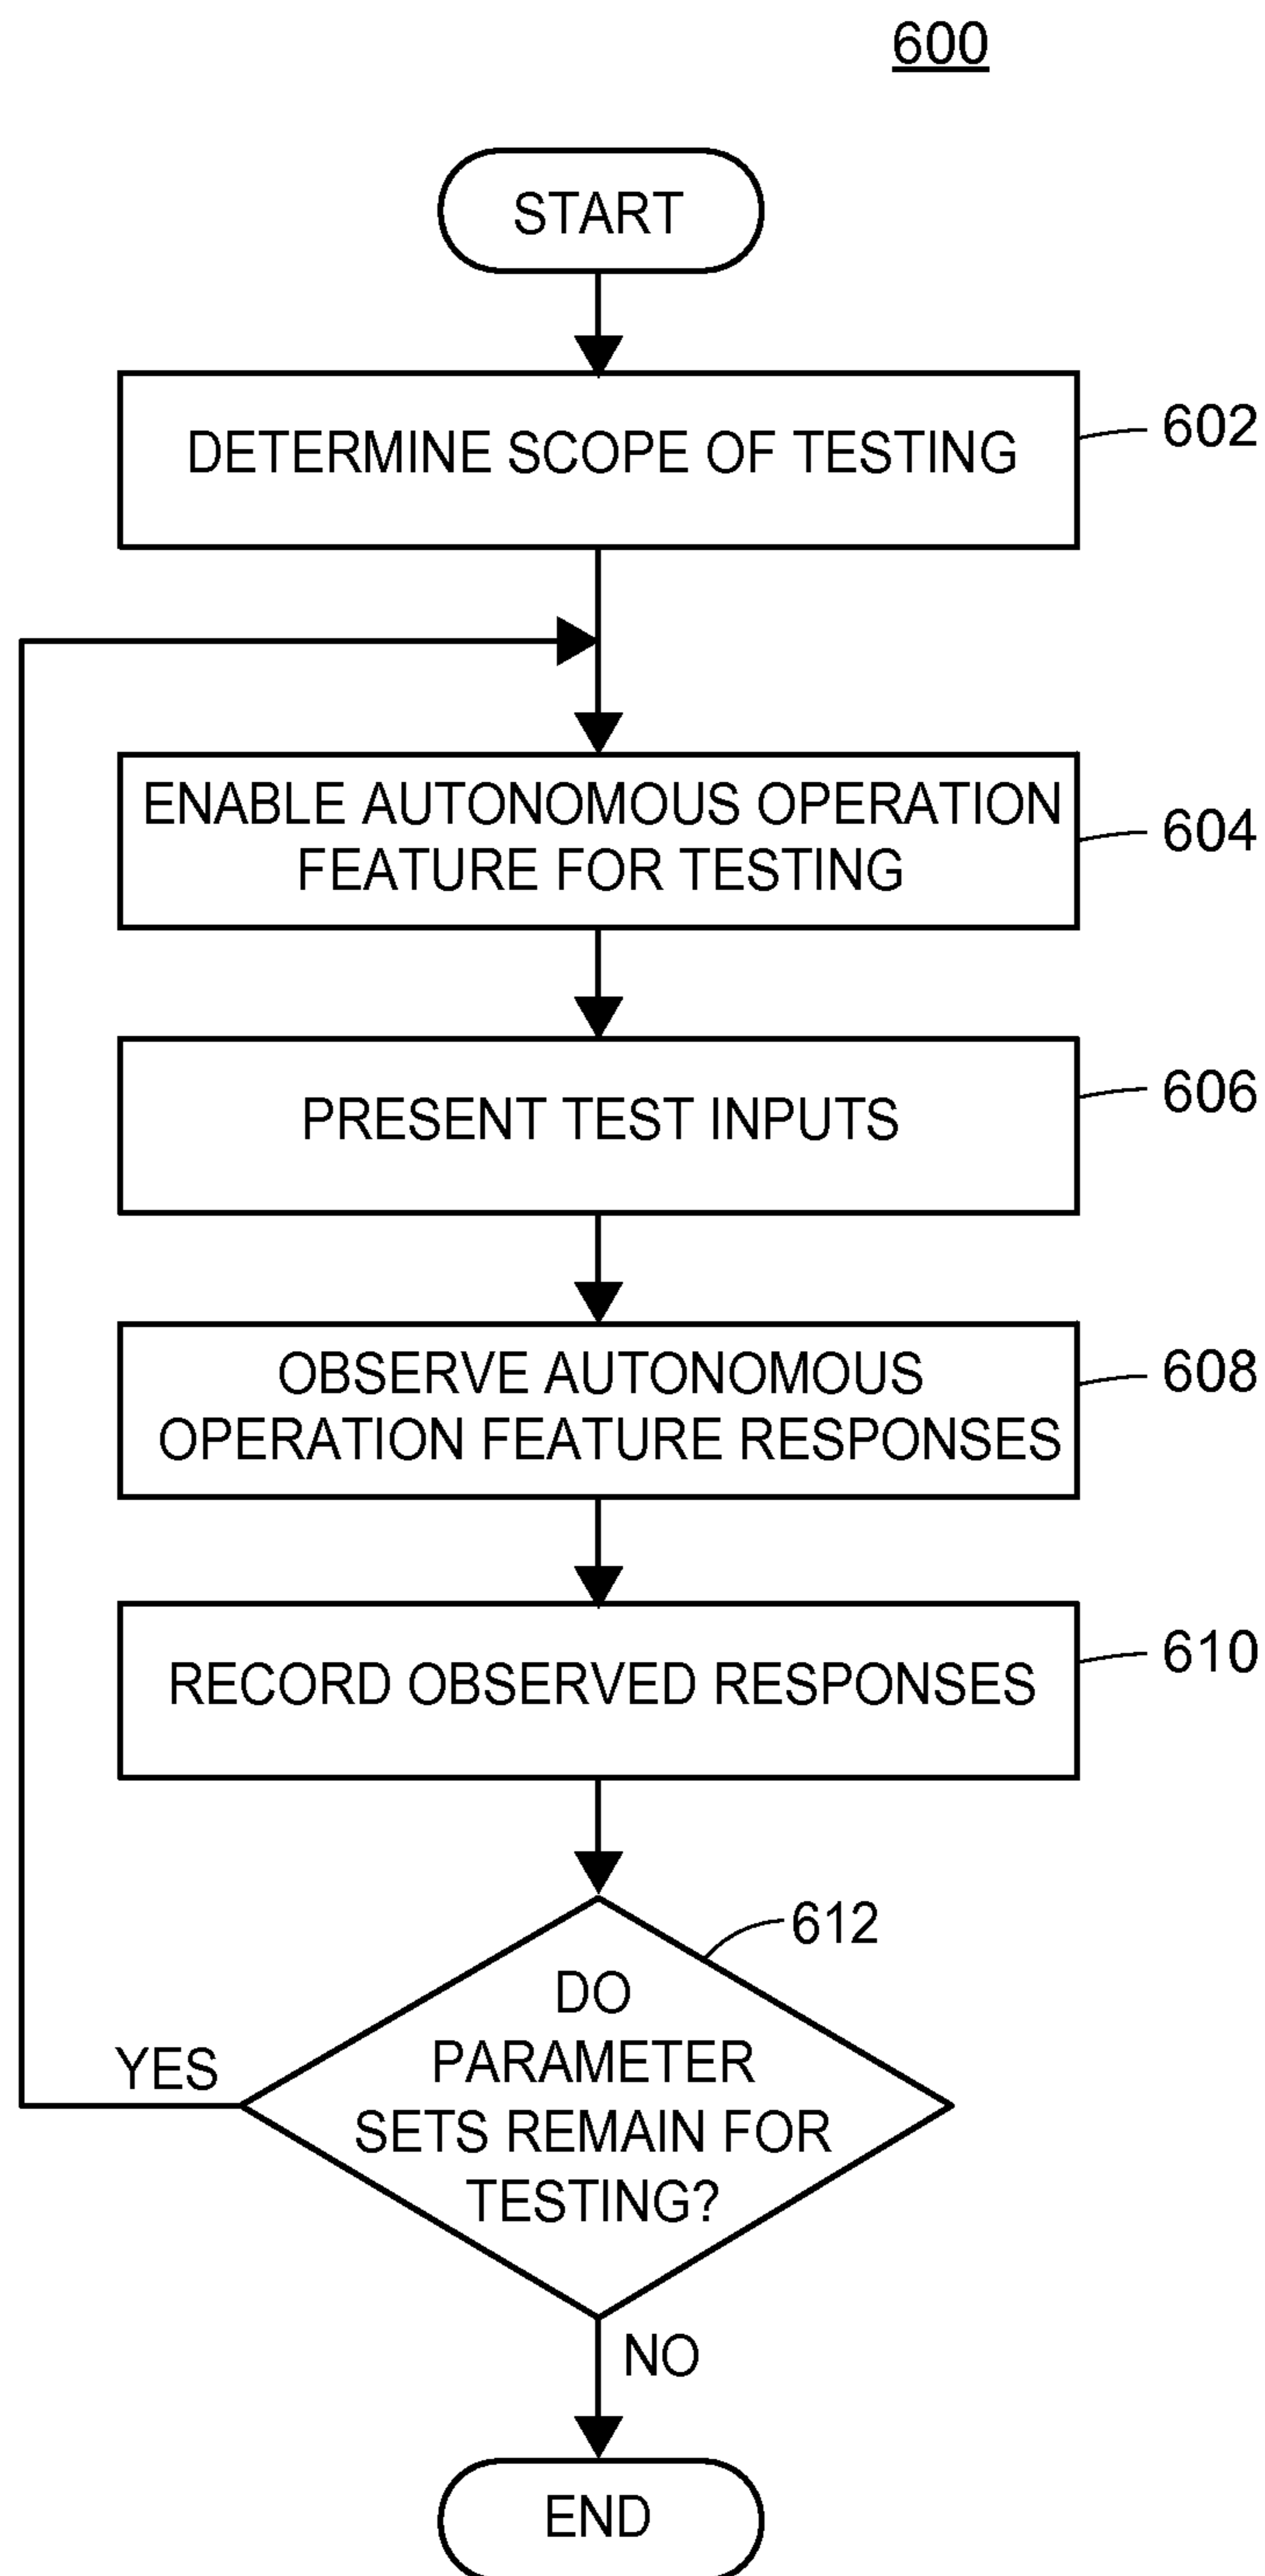 600
START
DETERMINE SCOPE OF TESTING
602
ENABLE AUTONOMOUS OPERATION
FEATURE FOR TESTING
604
PRESENT TEST INPUTS
606
OBSERVE AUTONOMOUS
OPERATION FEATURE RESPONSES
608
RECORD OBSERVED RESPONSES
610
612
DO
PARAMETER
SETS REMAIN FOR
TESTING?
YES
NO
END